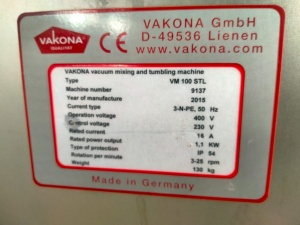 VAKONA
QUALITÄT
CE
VAKONA GmbH
D-49536 Lienen
www.vakona.com
VAKONA vacuum mixing and tumbling machine
Type VM 100 STL
Machine number 9137
Year of manufacture 2015
Current type 3-N-PE, 50 Hz
Operation voltage 400 V
Control voltage 230 V
Rated current 16 A
Rated power output 1,1 KW
Type of protection IP 54
Rotation per minute 3-25 rpm
Weight 130 kg
Made in Germany